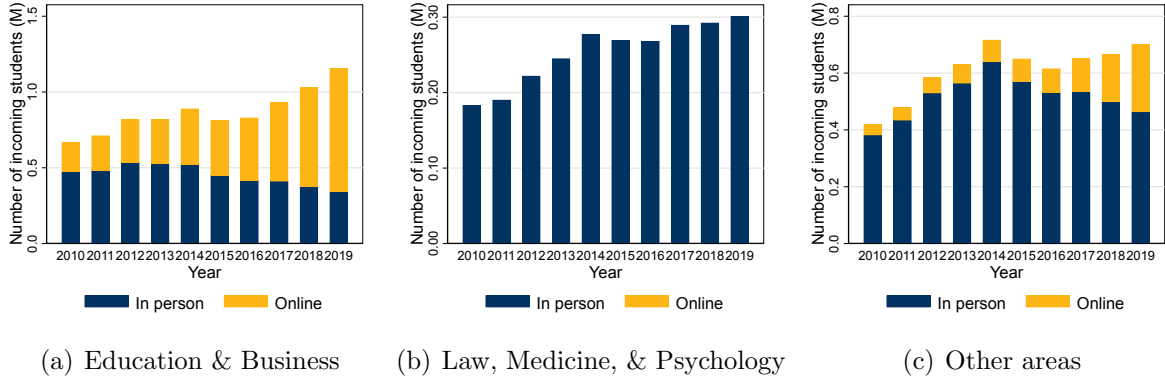 Number of incoming students (M)
0.0 0.5 1.0 1.5
2010 2011 2012 2013 2014 2015 2016 2017 2018 2019
Year
In person Online
(a) Education & Business
Number of incoming students (M)
0.00 0.10 0.20 0.30
2010 2011 2012 2013 2014 2015 2016 2017 2018 2019
Year
In person Online
(b) Law, Medicine, & Psychology
Number of incoming students (M)
0.0 0.2 0.4 0.6 0.8
2010 2011 2012 2013 2014 2015 2016 2017 2018 2019
Year
In person Online
(c) Other areas